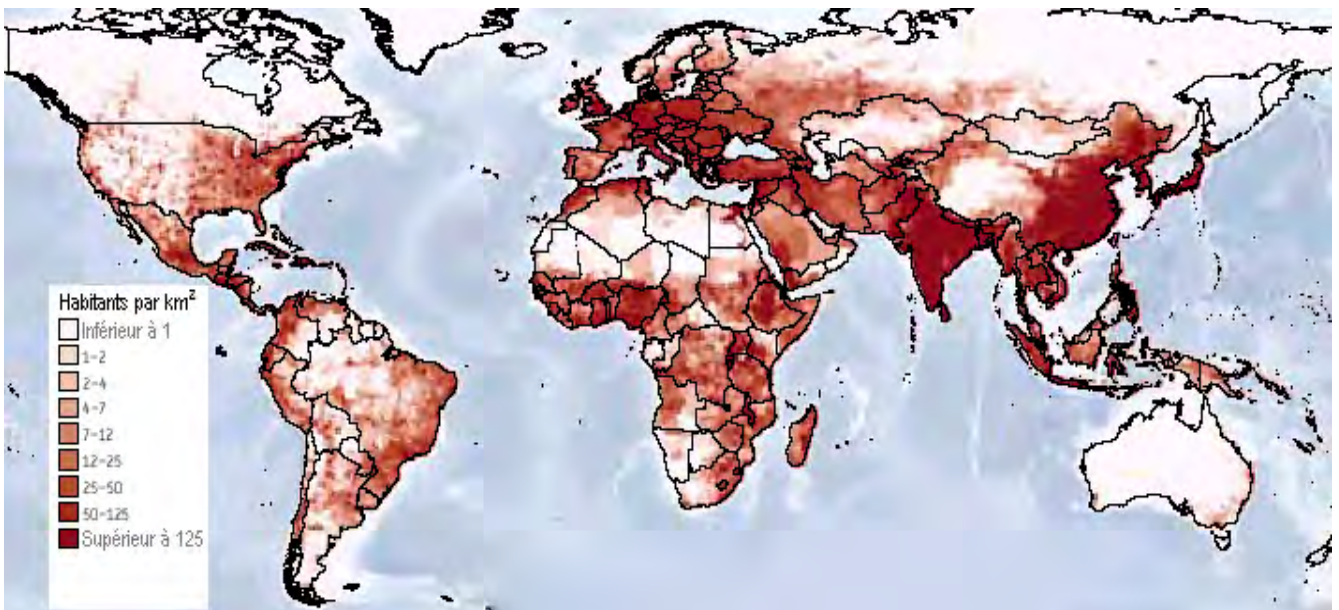 Habitants par km²
Inférieur à 1
1-2
2-4
4-7
7-12
12-25
25-50
50-125
Supérieur à 125